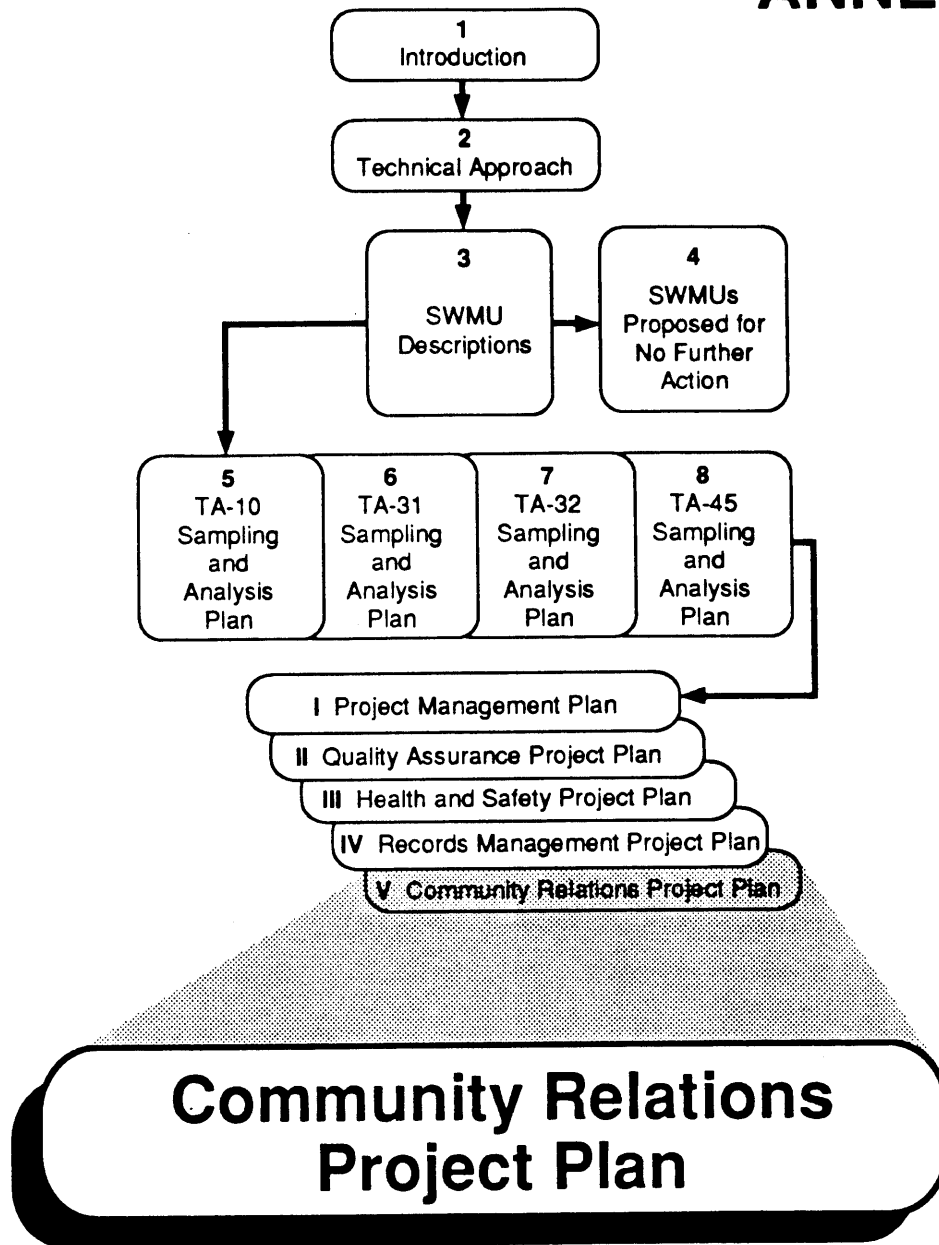 1
Introduction
2
Technical Approach
3
SWMU
Descriptions
4
SWMUs
Proposed for
No Further
Action
5
TA-10
Sampling
and
Analysis
Plan
6
TA-31
Sampling
and
Analysis
Plan
7
TA-32
Sampling
and
Analysis
Plan
8
TA-45
Sampling
and
Analysis
Plan
I Project Management Plan
II Quality Assurance Project Plan
III Health and Safety Project Plan
IV Records Management Project Plan
V Community Relations Project Plan
Community Relations
Project Plan